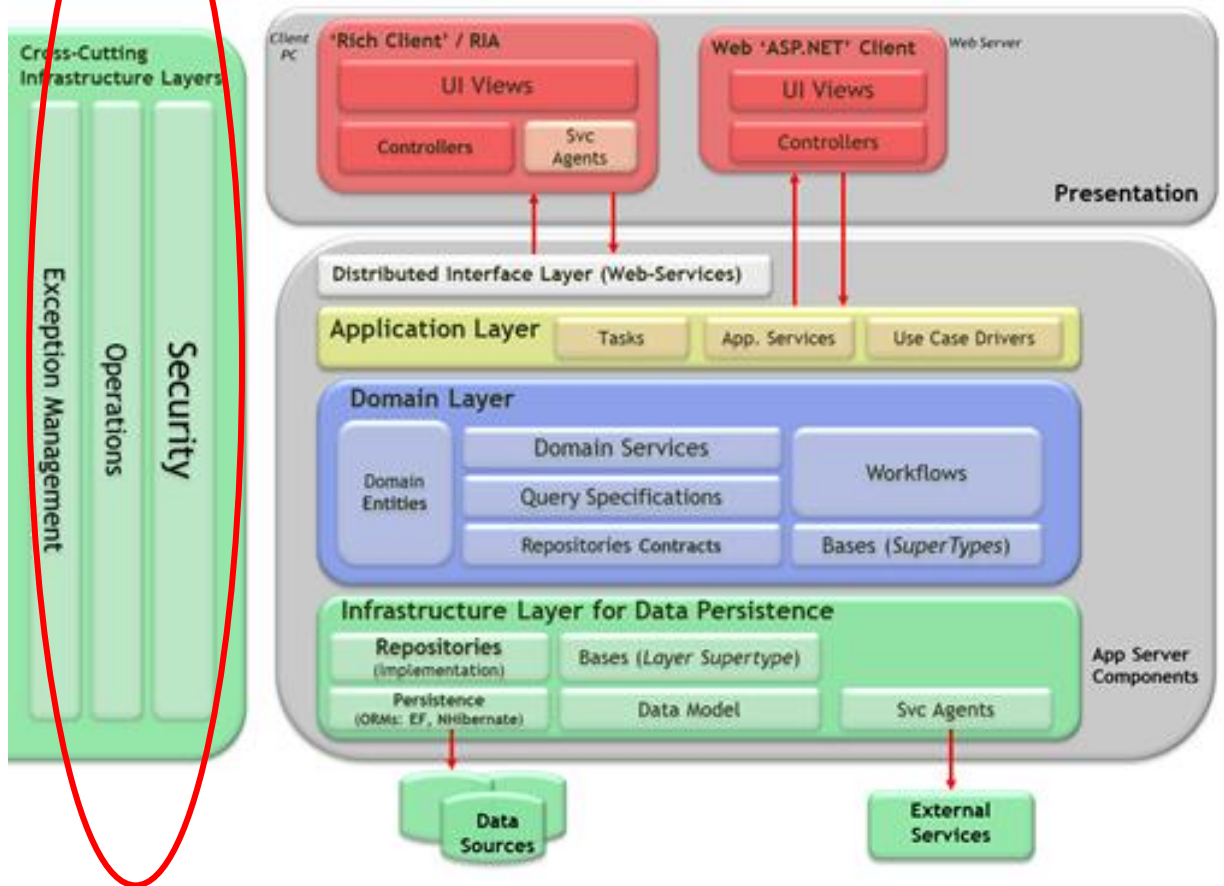 Cross-Cutting
Infrastructure Layers
Exception Management
Operations
Security
Client
PC
'Rich Client' / RIA
UI Views
Controllers
Svc
Agents
Web 'ASP.NET' Client
Web Server
UI Views
Controllers
Presentation
Distributed Interface Layer (Web-Services)
Application Layer
Tasks
App. Services
Use Case Drivers
Domain Layer
Domain
Entities
Domain Services
Query Specifications
Repositories Contracts
Workflows
Bases (SuperTypes)
Infrastructure Layer for Data Persistence
Repositories
(Implementation)
Bases (Layer Supertype)
Persistence
(ORMs: EF, NHibernate)
Data Model
Svc Agents
App Server
Components
Data
Sources
External
Services